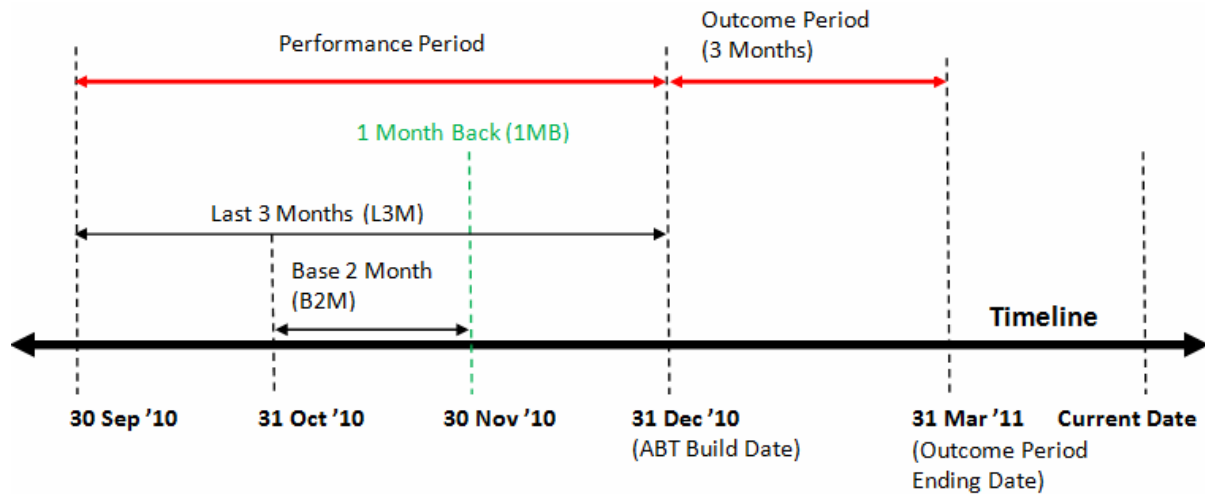 Performance Period
Outcome Period
(3 Months)
1 Month Back (1MB)
Last 3 Months (L3M)
Base 2 Month
(B2M)
Timeline
30 Sep ’10
31 Oct ’10
30 Nov ’10
31 Dec ’10
(ABT Build Date)
31 Mar ’11
(Outcome Period
Ending Date)
Current Date